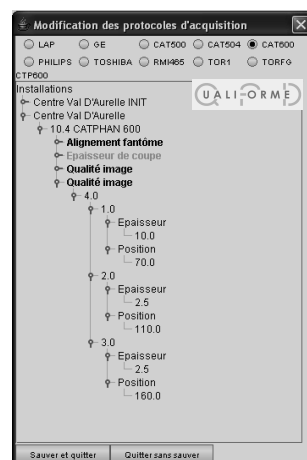 Modification des protocoles d'acquisition
LAP GE CAT500 CAT504 CAT600
PHILIPS TOSHIBA RMI465 TOR1 TORFG
CTP600
Installations
QUALIFORMED
Centre Val D'Aurelle INIT
Centre Val D'Aurelle
10.4 CATPHAN 600
Alignement fantôme
Epaisseur de coupe
Qualité image
Qualité image
4.0
1.0
Epaisseur
10.0
Position
70.0
2.0
Epaisseur
2.5
Position
110.0
3.0
Epaisseur
2.5
Position
160.0
Sauver et quitter Quitter sans sauver